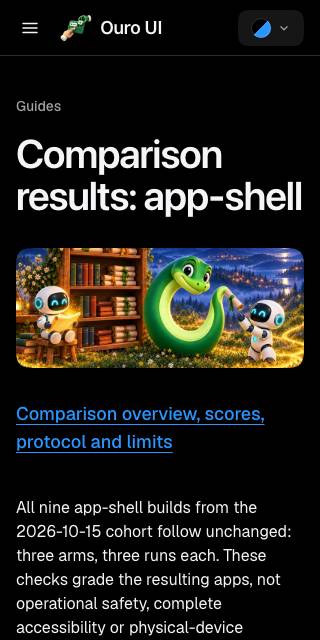 Ouro UI
Guides
Comparison
results: app-shell
Comparison overview, scores,
protocol and limits
All nine app-shell builds from the
2026-10-15 cohort follow unchanged:
three arms, three runs each. These
checks grade the resulting apps, not
operational safety, complete
accessibility or physical-device